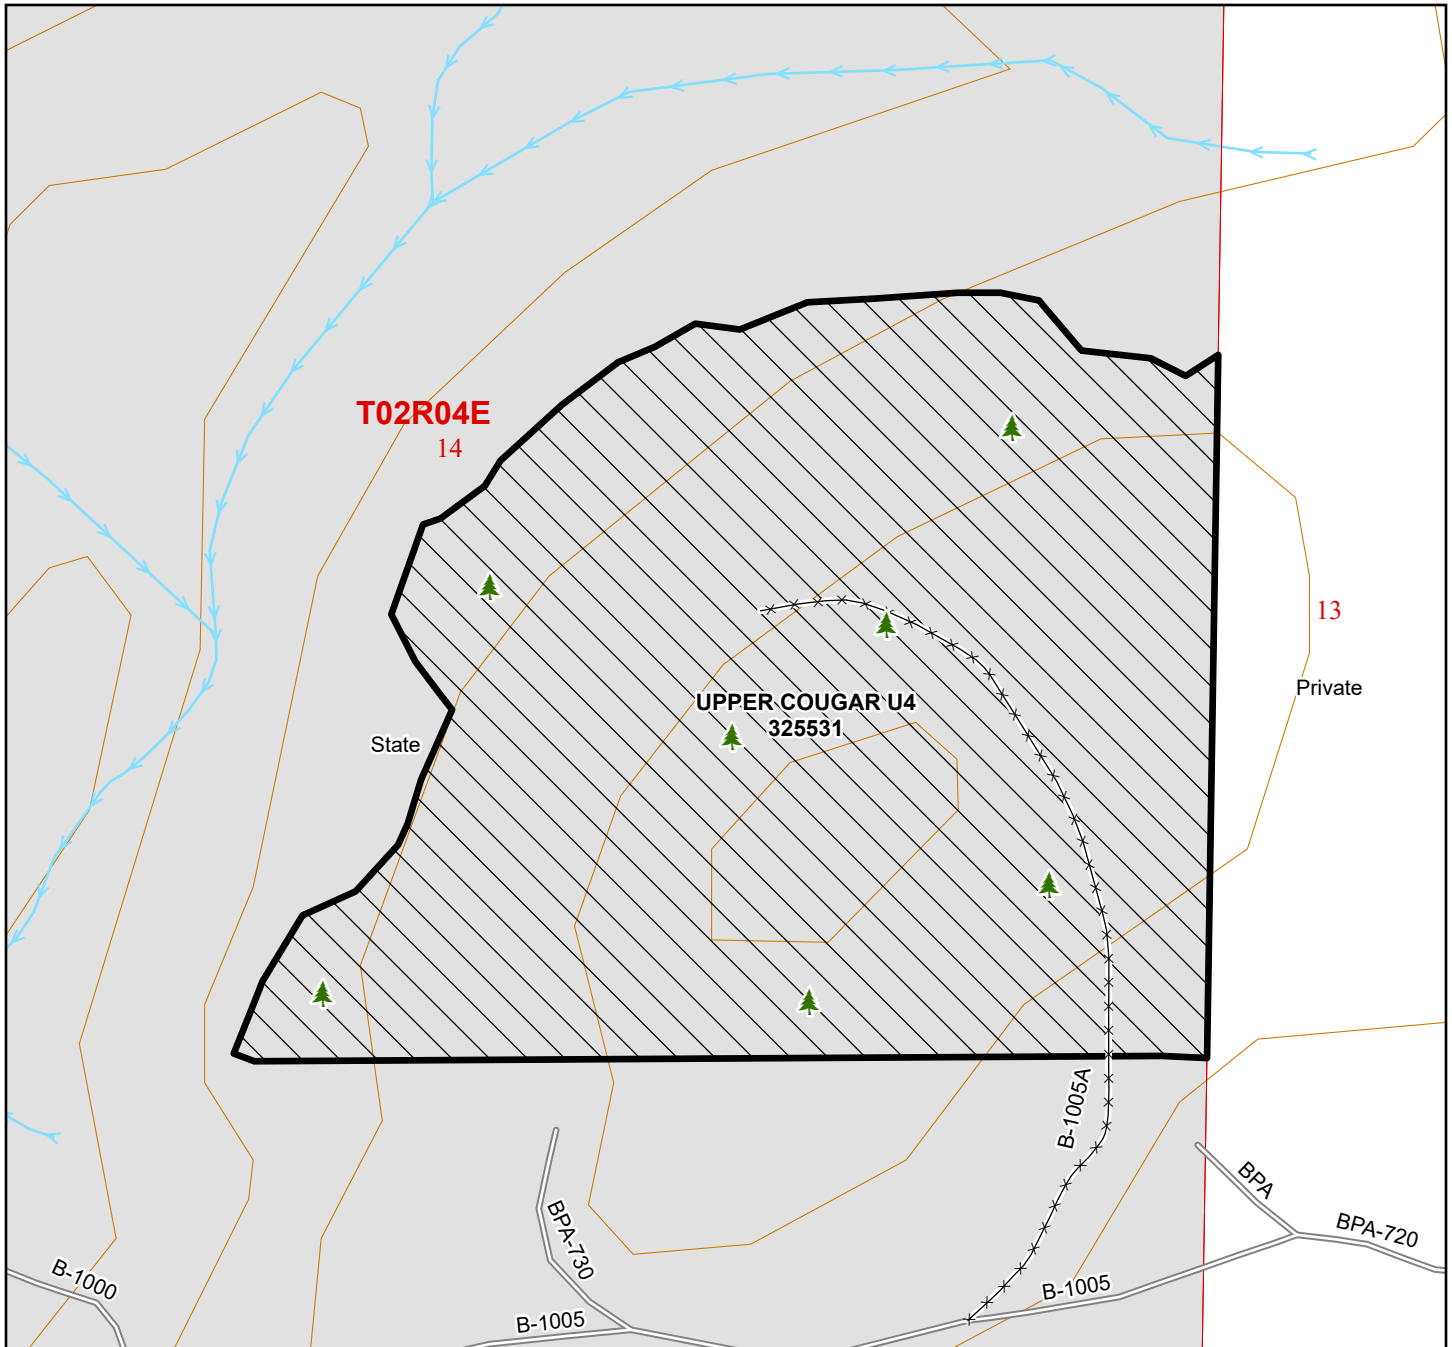 T02R04E
14
13
Private
UPPER COUGAR U4
325531
State
B-1005A
BPA
BPA-720
BPA-730
B-1000
B-1005
B-1005